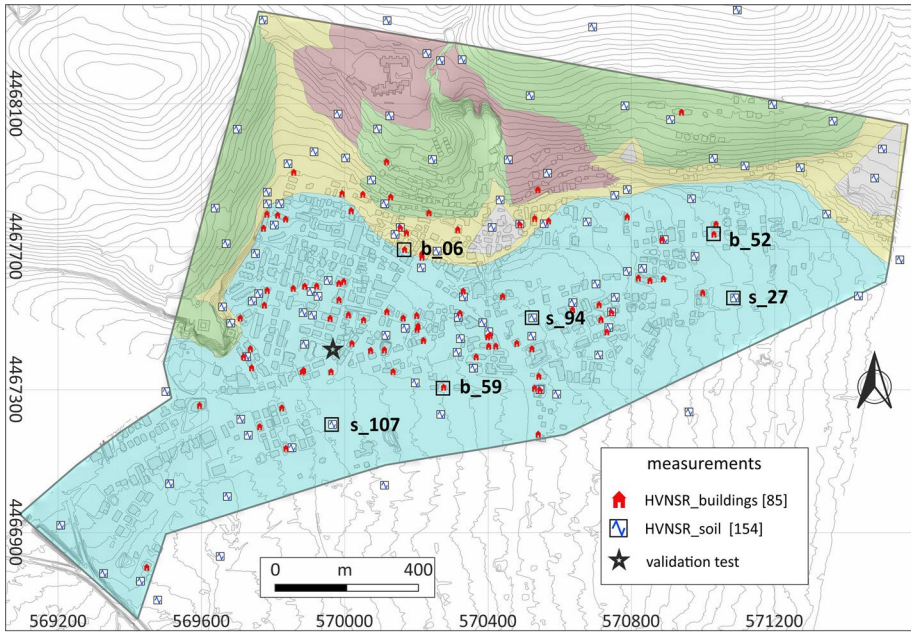 4468100
4467700
4467300
4466900
b_06
b_52
s_27
s_94
b_59
s_107
measurements
HVNSR_buildings [85]
HVNSR_soil [154]
validation test
0 m 400
569200 569600 570000 570400 570800 571200